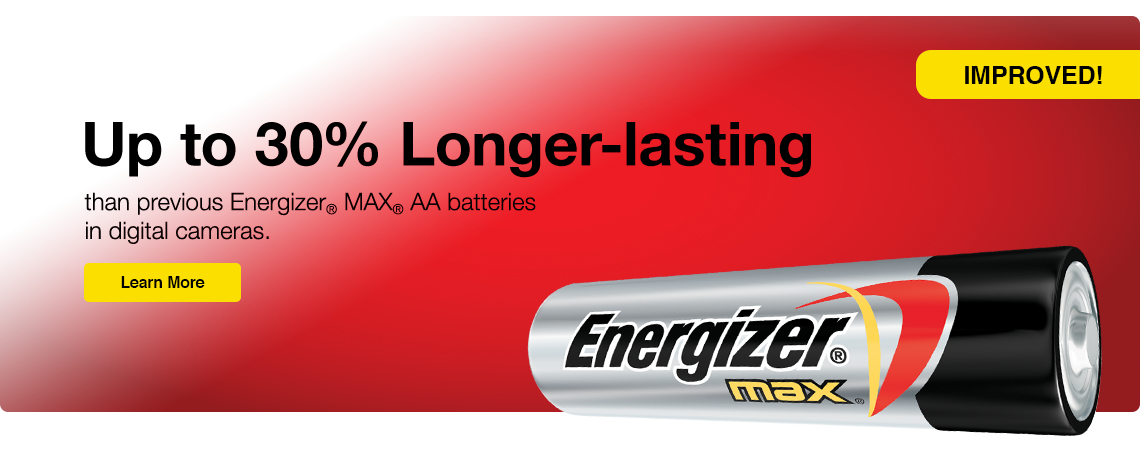 IMPROVED!
Up to 30% Longer-lasting
than previous Energizer® MAX® AA batteries
in digital cameras.
Learn More
Energizer®
max®